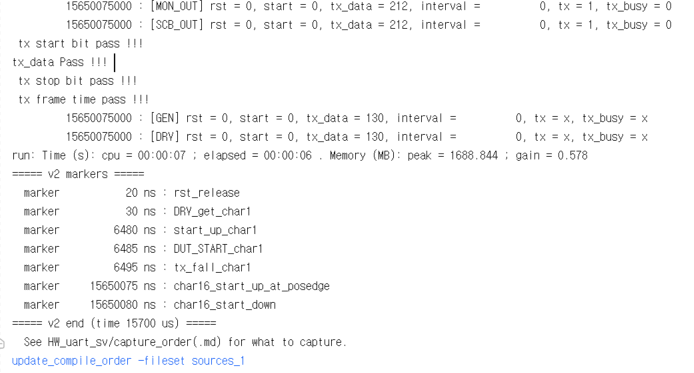 15650075000 : [MON_OUT] rst = 0, start = 0, tx_data = 212, interval =          0, tx = 1, tx_busy = 0
15650075000 : [SCB_OUT] rst = 0, start = 0, tx_data = 212, interval =          0, tx = 1, tx_busy = 0
tx start bit pass !!!
tx_data Pass !!!
tx stop bit pass !!!
tx frame time pass !!!
15650075000 : [GEN] rst = 0, start = 0, tx_data = 130, interval =          0, tx = x, tx_busy = x
15650075000 : [DRV] rst = 0, start = 0, tx_data = 130, interval =          0, tx = x, tx_busy = x
run: Time (s): cpu = 00:00:07 ; elapsed = 00:00:06 . Memory (MB): peak = 1688.844 ; gain = 0.578
===== v2 markers =====
marker          20 ns : rst_release
marker          30 ns : DRV_get_char1
marker        6480 ns : start_up_char1
marker        6485 ns : DUT_START_char1
marker        6495 ns : tx_fall_char1
marker    15650075 ns : char16_start_up_at_posedge
marker    15650080 ns : char16_start_down
===== v2 end (time 15700 us) =====
See HW_uart_sv/capture_order(.md) for what to capture.
update_compile_order -fileset sources_1